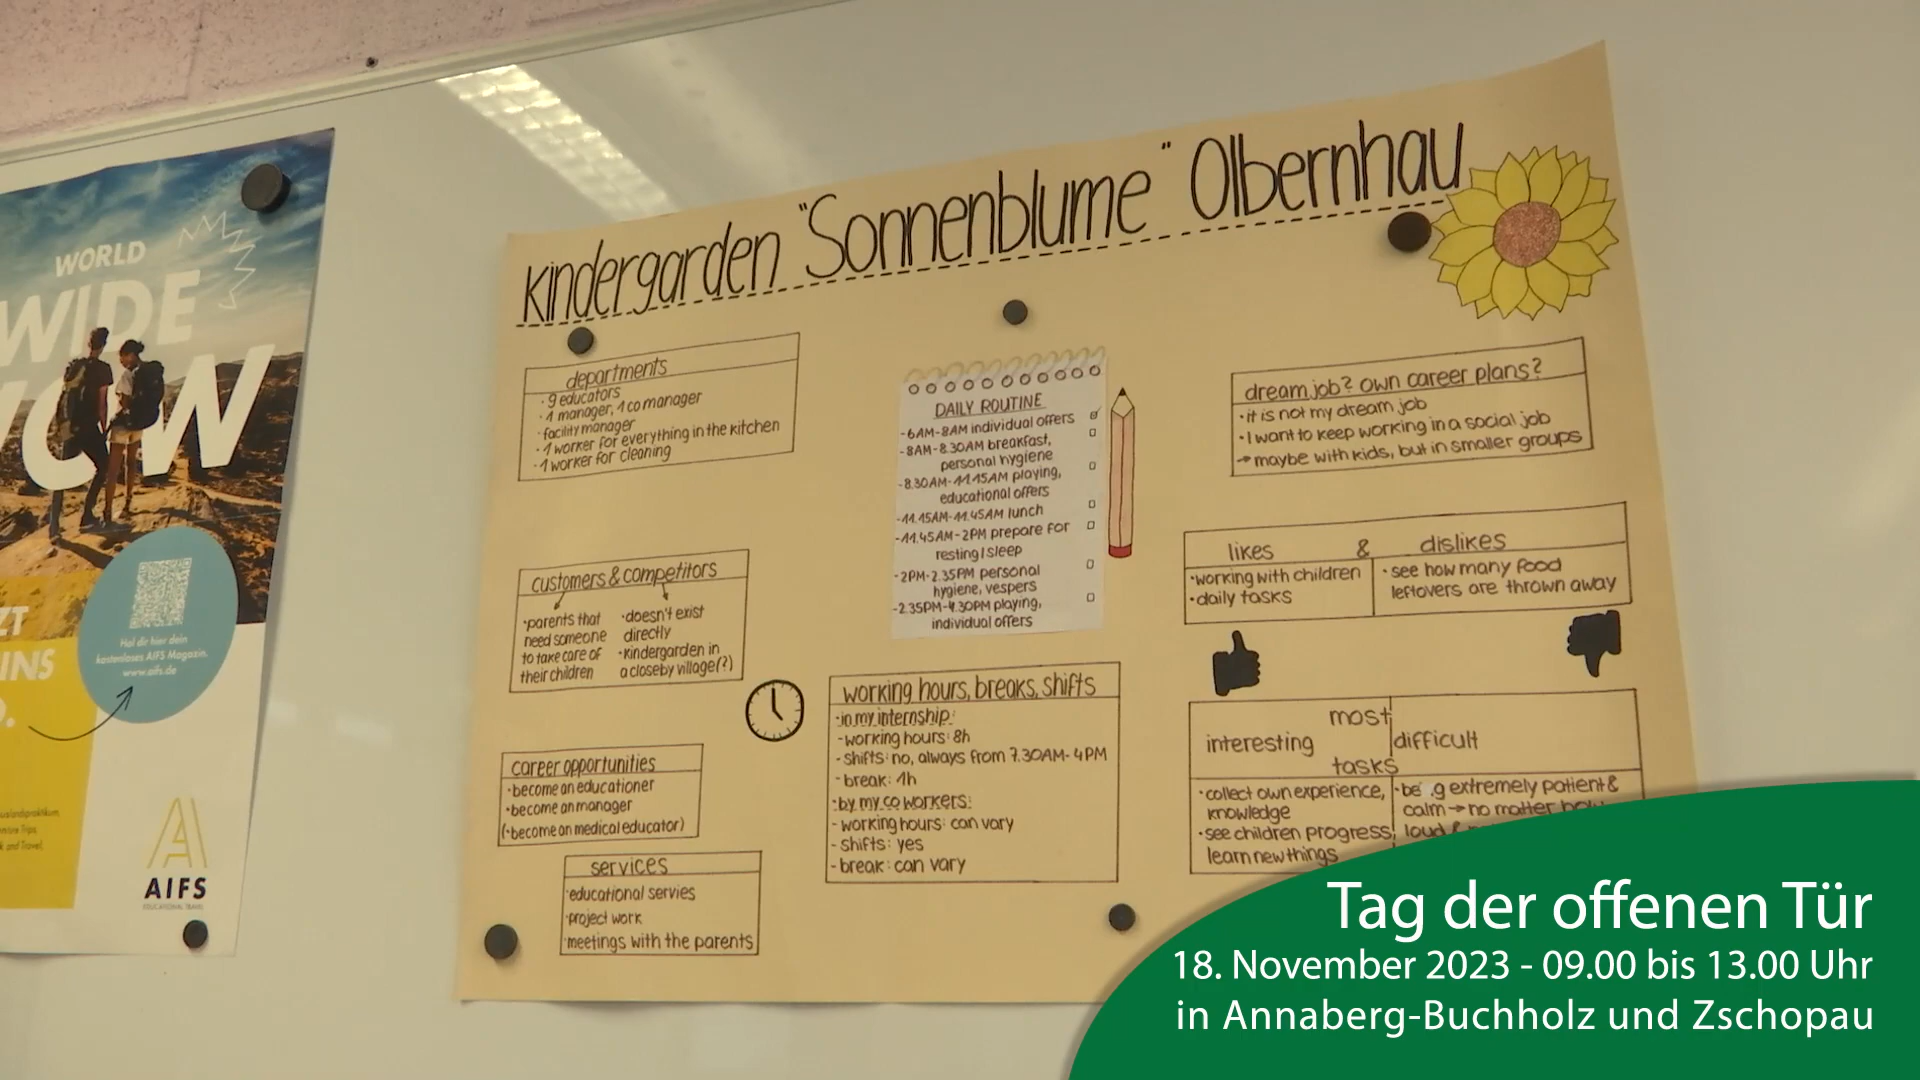 WORLD
WIDE
Hol dir hier dein
kostenloses AIFS Magazin.
www.aifs.de
AIFS
EDUCATIONAL TRAVEL
Kindergarden "Sonnenblume" Olbernhau
departments
· 9 educators
· 1 manager, 1 co manager
· facility manager
· 1 worker for everything in the kitchen
· 1 worker for cleaning
customers & competitors
· parents that
need someone
to take care of
their children
· doesn't exist
directly
· kindergarden in
a closeby village(?)
career opportunities
· become an educationer
· become an manager
(· become an medical educator)
services
· educational servies
· project work
· meetings with the parents
DAILY ROUTINE
- 6AM-8AM individual offers
- 8AM-8.30AM breakfast,
personal hygiene
- 8.30AM-11.15AM playing,
educational offers
- 11.15AM-11.45AM lunch
- 11.45AM-2PM prepare for
resting / sleep
- 2PM-2.35PM personal
hygiene, vespers
- 2.35PM-4.30PM playing,
individual offers
working hours, breaks, shifts
· in my internship:
- working hours: 8h
- shifts: no, always from 7.30AM-4PM
- break: 1h
· by my co workers:
- working hours: can vary
- shifts: yes
- break: can vary
dream job? own career plans?
· it is not my dream job
· I want to keep working in a social job
→ maybe with kids, but in smaller groups
likes & dislikes
· working with children
· daily tasks
· see how many food
leftovers are thrown away
most
interesting difficult
tasks
· collect own experience,
knowledge
· see children progress,
learn new things
extremely patient &
calm → no matter how
loud &
Tag der offenen Tür
18. November 2023 - 09.00 bis 13.00 Uhr
in Annaberg-Buchholz und Zschopau